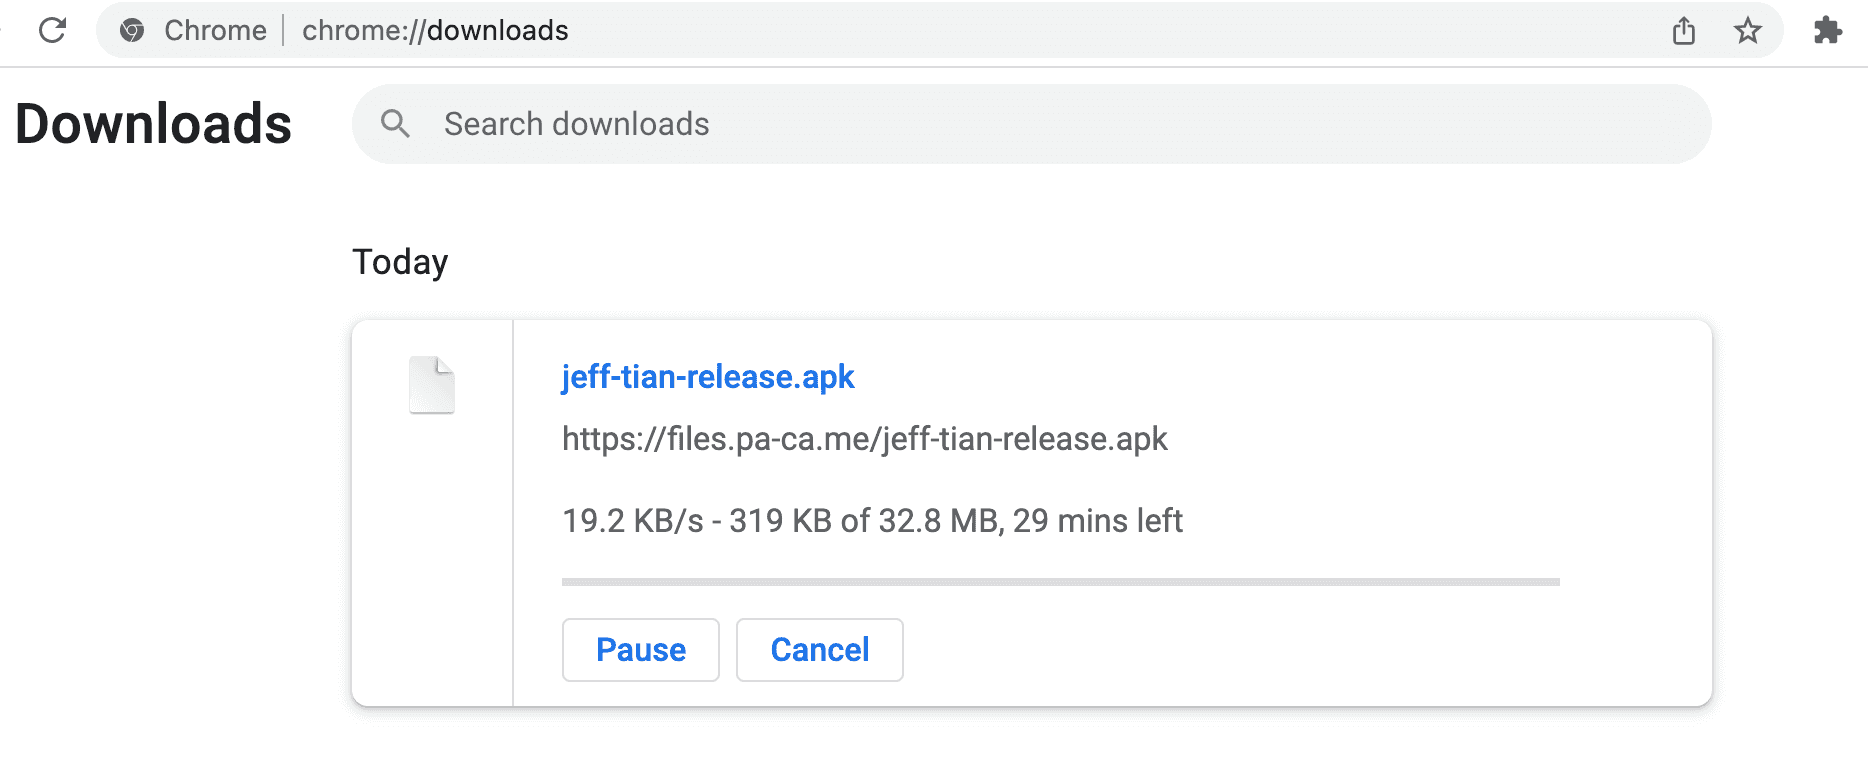 Chrome | chrome://downloads
Downloads
Search downloads
Today
jeff-tian-release.apk
https://files.pa-ca.me/jeff-tian-release.apk
19.2 KB/s - 319 KB of 32.8 MB, 29 mins left
Pause
Cancel